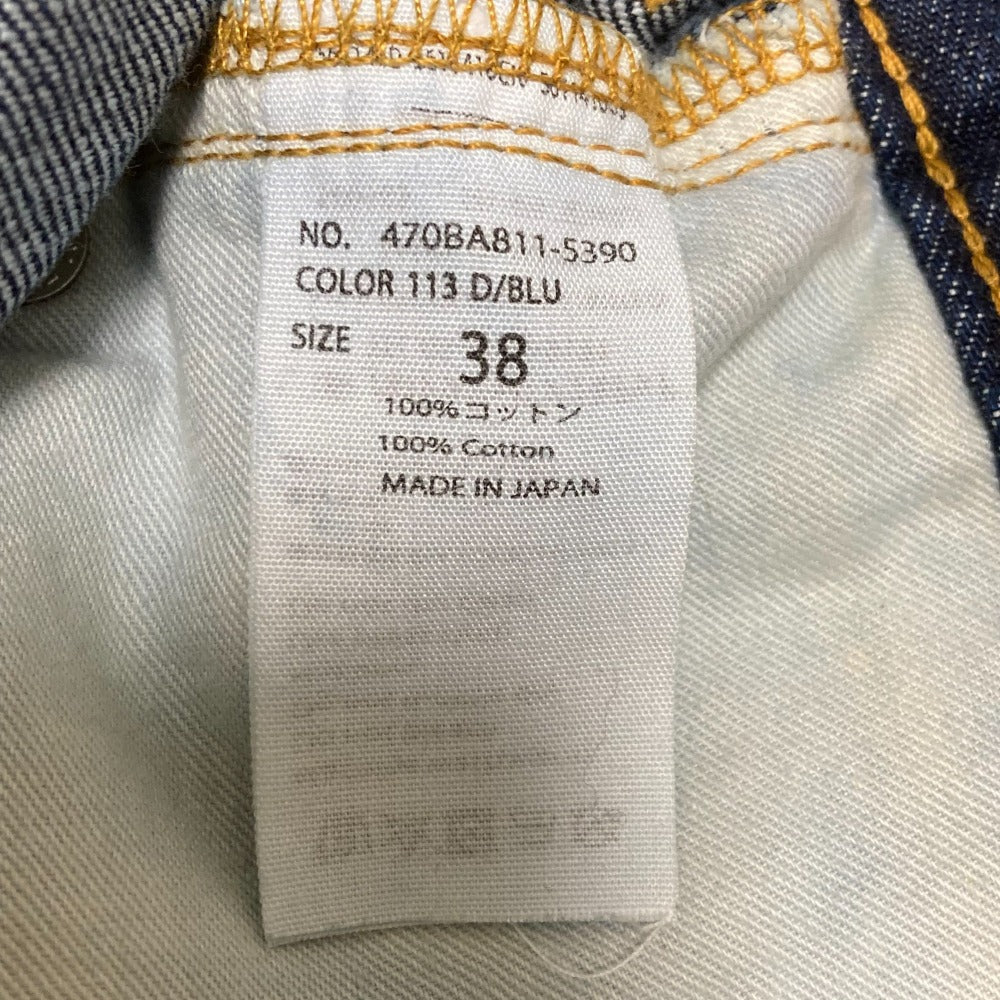 NO. 470BA811-5390
COLOR 113 D/BLU
SIZE 38
100%コットン
100% Cotton
MADE IN JAPAN